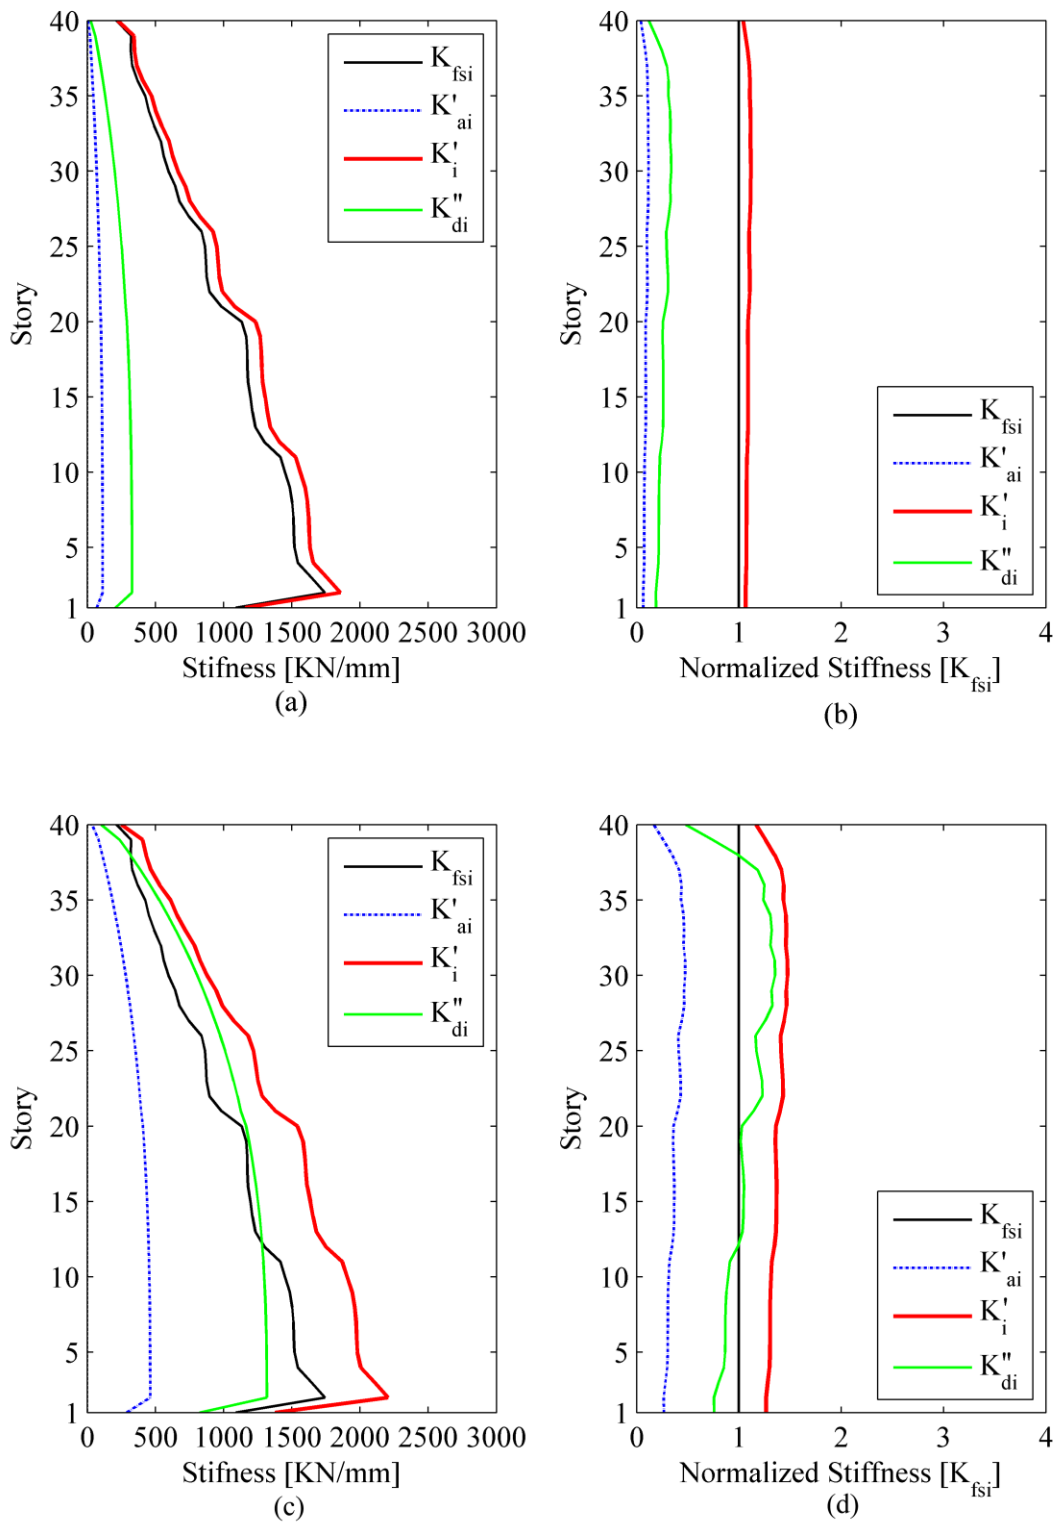 40
35
30
25
20
15
10
5
1
Story
0 500 1000 1500 2000 2500 3000
Stifness [KN/mm]
(a)
K_fsi
K'_ai
K'_i
K"_di
40
35
30
25
20
15
10
5
1
Story
0 1 2 3 4
Normalized Stiffness [K_fsi]
(b)
K_fsi
K'_ai
K'_i
K"_di
40
35
30
25
20
15
10
5
1
Story
0 500 1000 1500 2000 2500 3000
Stifness [KN/mm]
(c)
K_fsi
K'_ai
K'_i
K"_di
40
35
30
25
20
15
10
5
1
Story
0 1 2 3 4
Normalized Stiffness [K_fsi]
(d)
K_fsi
K'_ai
K'_i
K"_di